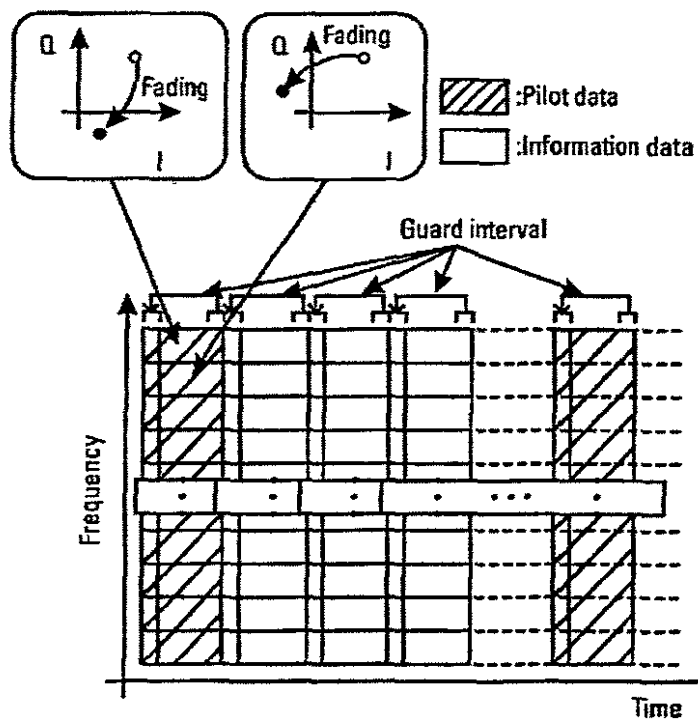 Q
Fading
I
Q
Fading
I
:Pilot data
:Information data
Guard interval
Frequency
Time